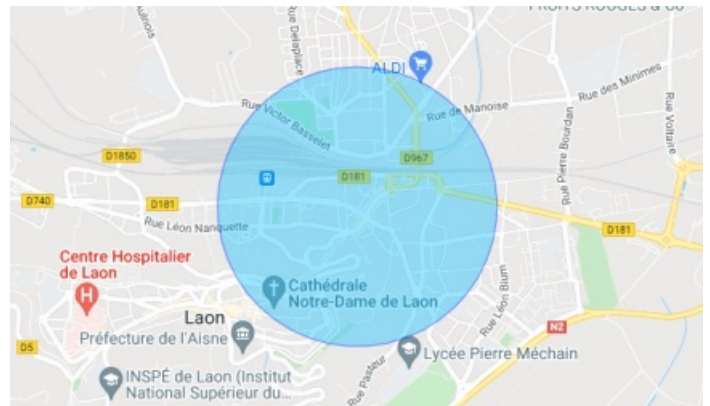 FRUITS ROUGES & CO
Aulnois
Rue Delaplace
ALDI
Rue des Minimes
Rue de Manoise
Rue Victor Basselet
Rue Pierre Bourdan
Rue Voltaire
D1850
D967
D181
D740
D181
Rue Léon Nanquette
D181
Centre Hospitalier
de Laon
H
Cathédrale
Notre-Dame de Laon
Rue Léon Blum
Laon
N2
Préfecture de l'Aisne
D5
Lycée Pierre Méchain
Rue Pasteur
INSPÉ de Laon (Institut
National Supérieur du...